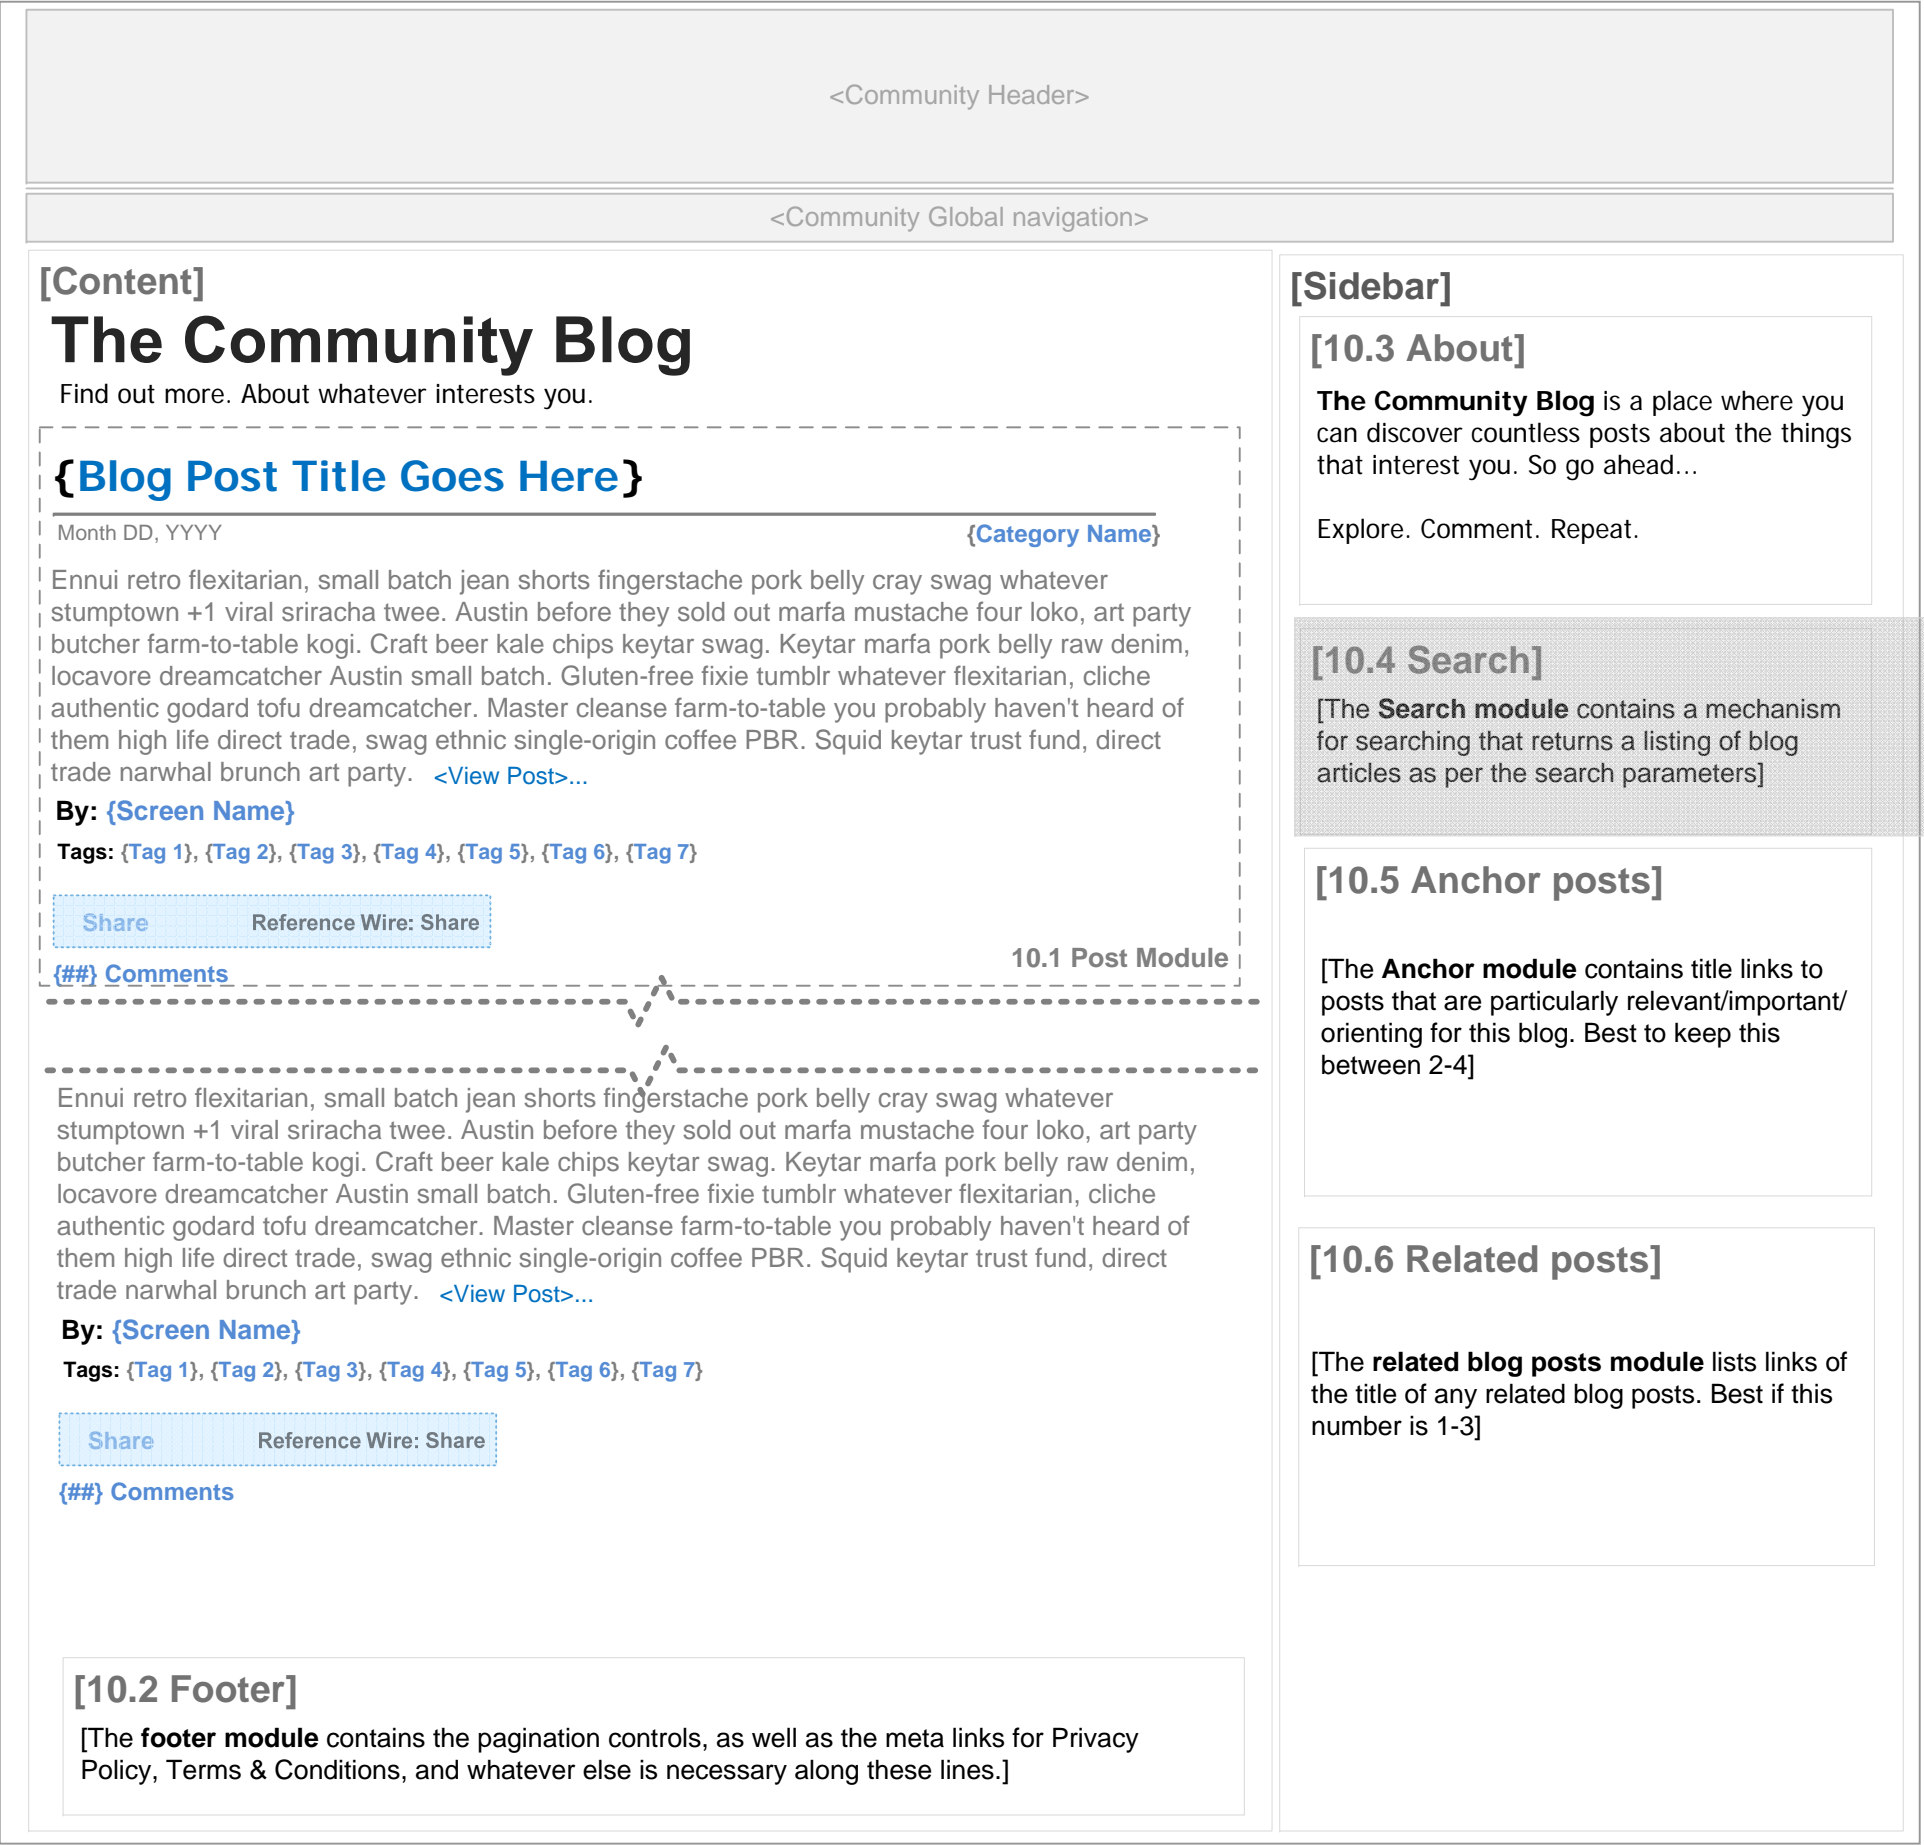 <Community Header>
<Community Global navigation>
[Content]
The Community Blog
Find out more. About whatever interests you.
{Blog Post Title Goes Here}
Month DD, YYYY {Category Name}
Ennui retro flexitarian, small batch jean shorts fingerstache pork belly cray swag whatever
stumptown +1 viral sriracha twee. Austin before they sold out marfa mustache four loko, art party
butcher farm-to-table kogi. Craft beer kale chips keytar swag. Keytar marfa pork belly raw denim,
locavore dreamcatcher Austin small batch. Gluten-free fixie tumblr whatever flexitarian, cliche
authentic godard tofu dreamcatcher. Master cleanse farm-to-table you probably haven't heard of
them high life direct trade, swag ethnic single-origin coffee PBR. Squid keytar trust fund, direct
trade narwhal brunch art party. <View Post>...
By: {Screen Name}
Tags: {Tag 1}, {Tag 2}, {Tag 3}, {Tag 4}, {Tag 5}, {Tag 6}, {Tag 7}
Share Reference Wire: Share
10.1 Post Module
{##} Comments
Ennui retro flexitarian, small batch jean shorts fingerstache pork belly cray swag whatever
stumptown +1 viral sriracha twee. Austin before they sold out marfa mustache four loko, art party
butcher farm-to-table kogi. Craft beer kale chips keytar swag. Keytar marfa pork belly raw denim,
locavore dreamcatcher Austin small batch. Gluten-free fixie tumblr whatever flexitarian, cliche
authentic godard tofu dreamcatcher. Master cleanse farm-to-table you probably haven't heard of
them high life direct trade, swag ethnic single-origin coffee PBR. Squid keytar trust fund, direct
trade narwhal brunch art party. <View Post>...
By: {Screen Name}
Tags: {Tag 1}, {Tag 2}, {Tag 3}, {Tag 4}, {Tag 5}, {Tag 6}, {Tag 7}
Share Reference Wire: Share
{##} Comments
[10.2 Footer]
[The footer module contains the pagination controls, as well as the meta links for Privacy
Policy, Terms & Conditions, and whatever else is necessary along these lines.]
[Sidebar]
[10.3 About]
The Community Blog is a place where you
can discover countless posts about the things
that interest you. So go ahead...
Explore. Comment. Repeat.
[10.4 Search]
[The Search module contains a mechanism
for searching that returns a listing of blog
articles as per the search parameters]
[10.5 Anchor posts]
[The Anchor module contains title links to
posts that are particularly relevant/important/
orienting for this blog. Best to keep this
between 2-4]
[10.6 Related posts]
[The related blog posts module lists links of
the title of any related blog posts. Best if this
number is 1-3]